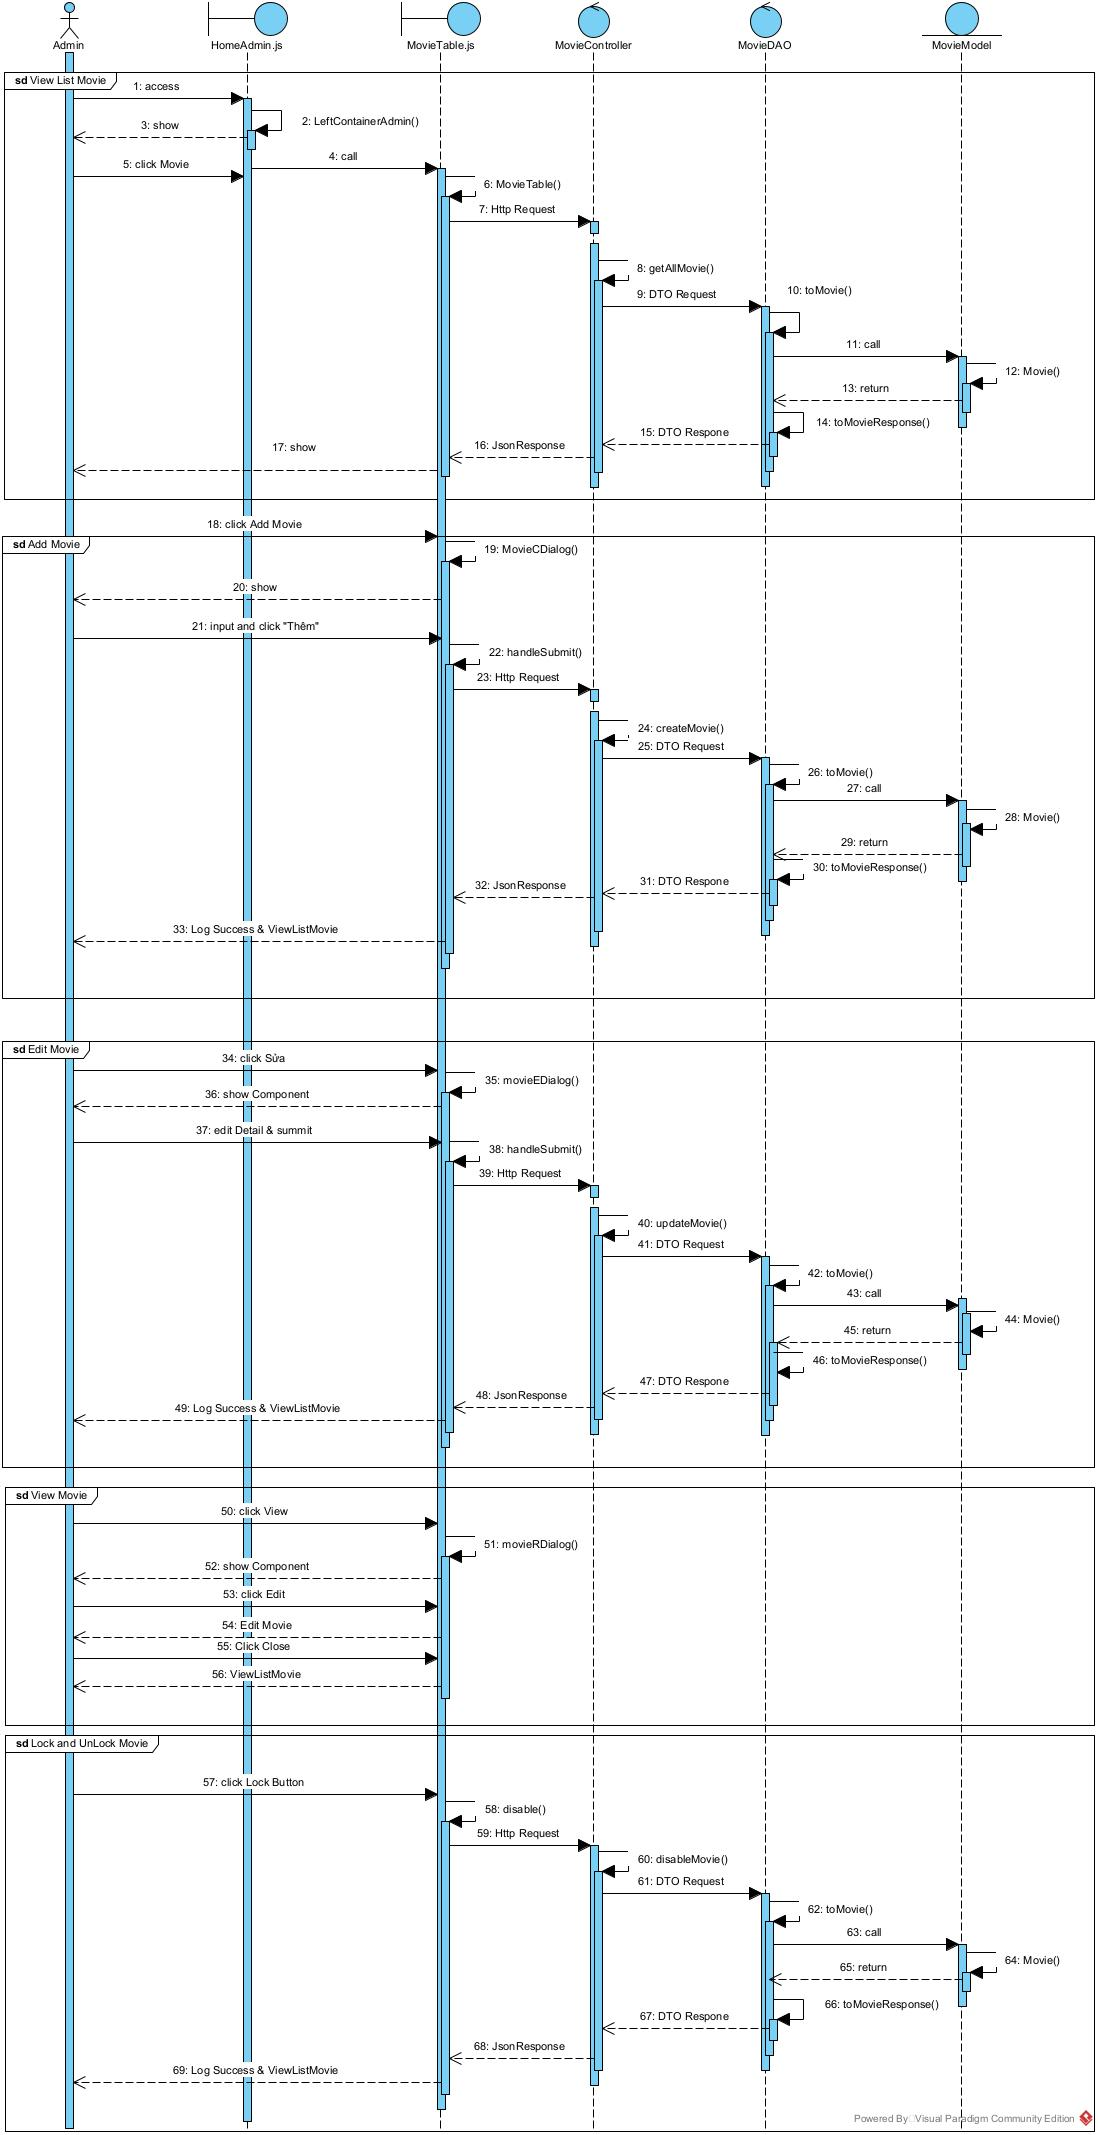 Admin
HomeAdmin.js
MovieTable.js
MovieController
MovieDAO
MovieModel
sd View List Movie
1: access
2: LeftContainerAdmin()
3: show
4: call
5: click Movie
6: MovieTable()
7: Http Request
8: getAllMovie()
9: DTO Request
10: toMovie()
11: call
12: Movie()
13: return
14: toMovieResponse()
15: DTO Respone
16: JsonResponse
17: show
18: click Add Movie
sd Add Movie
19: MovieCDialog()
20: show
21: input and click "Thêm"
22: handleSubmit()
23: Http Request
24: createMovie()
25: DTO Request
26: toMovie()
27: call
28: Movie()
29: return
30: toMovieResponse()
31: DTO Respone
32: JsonResponse
33: Log Success & ViewListMovie
sd Edit Movie
34: click Sửa
35: movieEDialog()
36: show Component
37: edit Detail & summit
38: handleSubmit()
39: Http Request
40: updateMovie()
41: DTO Request
42: toMovie()
43: call
44: Movie()
45: return
46: toMovieResponse()
47: DTO Respone
48: JsonResponse
49: Log Success & ViewListMovie
sd View Movie
50: click View
51: movieRDialog()
52: show Component
53: click Edit
54: Edit Movie
55: Click Close
56: ViewListMovie
sd Lock and UnLock Movie
57: click Lock Button
58: disable()
59: Http Request
60: disableMovie()
61: DTO Request
62: toMovie()
63: call
64: Movie()
65: return
66: toMovieResponse()
67: DTO Respone
68: JsonResponse
69: Log Success & ViewListMovie
Powered By Visual Paradigm Community Edition